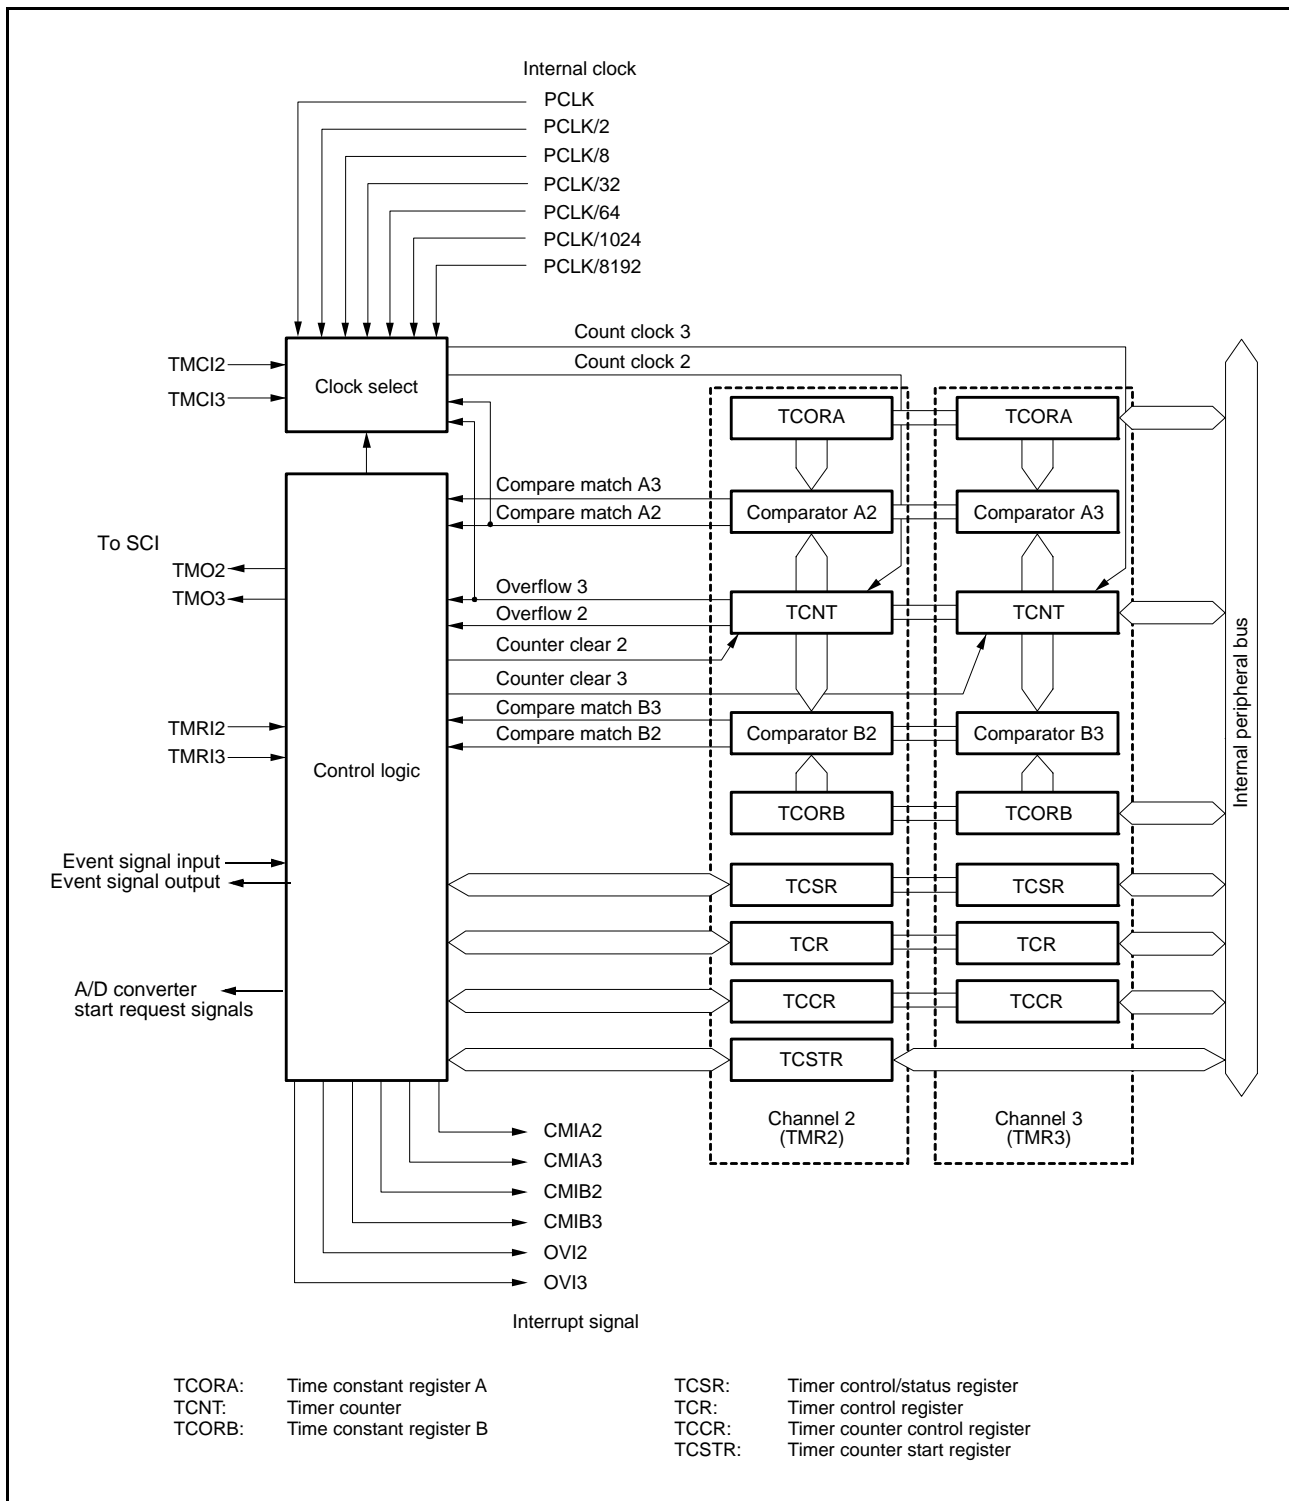 Internal clock
PCLK
PCLK/2
PCLK/8
PCLK/32
PCLK/64
PCLK/1024
PCLK/8192
Count clock 3
Count clock 2
TMCI2
TMCI3
Clock select
TCORA
TCORA
Compare match A3
Compare match A2
Comparator A2
Comparator A3
To SCI
TMO2
TMO3
Overflow 3
Overflow 2
TCNT
TCNT
Counter clear 2
Counter clear 3
Compare match B3
Compare match B2
Comparator B2
Comparator B3
TMRI2
TMRI3
Control logic
Internal peripheral bus
TCORB
TCORB
Event signal input
Event signal output
TCSR
TCSR
TCR
TCR
A/D converter
start request signals
TCCR
TCCR
TCSTR
Channel 2
(TMR2)
Channel 3
(TMR3)
CMIA2
CMIA3
CMIB2
CMIB3
OVI2
OVI3
Interrupt signal
TCORA: Time constant register A
TCNT: Timer counter
TCORB: Time constant register B
TCSR: Timer control/status register
TCR: Timer control register
TCCR: Timer counter control register
TCSTR: Timer counter start register